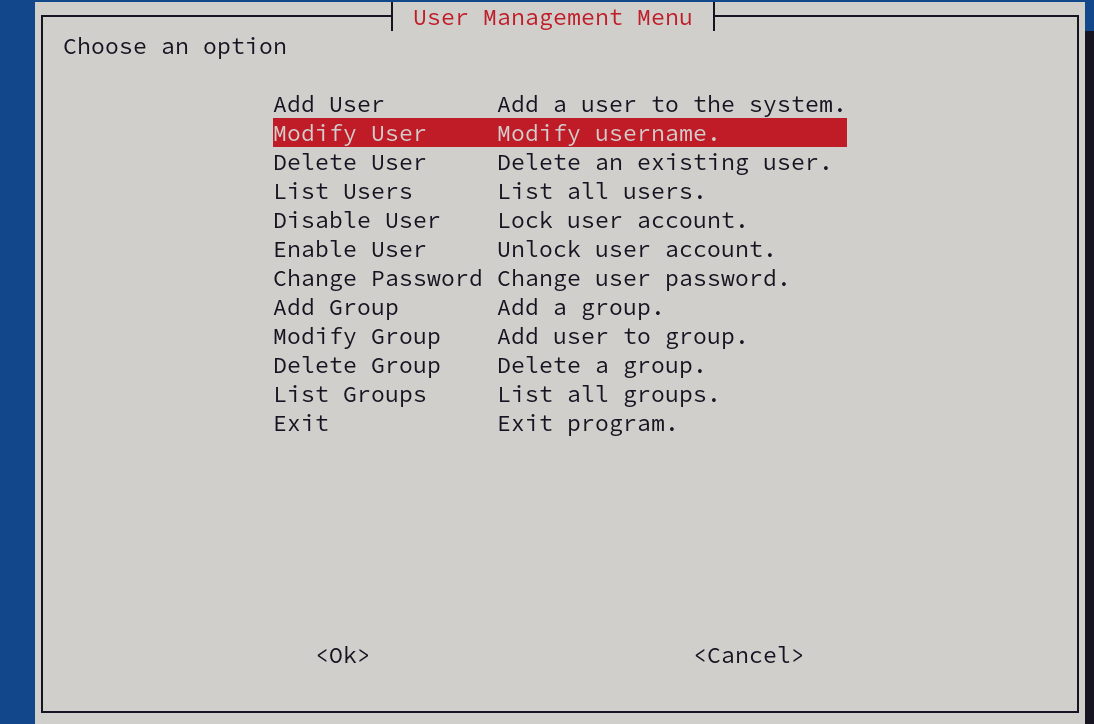 User Management Menu
Choose an option
Add User Add a user to the system.
Modify User Modify username.
Delete User Delete an existing user.
List Users List all users.
Disable User Lock user account.
Enable User Unlock user account.
Change Password Change user password.
Add Group Add a group.
Modify Group Add user to group.
Delete Group Delete a group.
List Groups List all groups.
Exit Exit program.
<Ok> <Cancel>